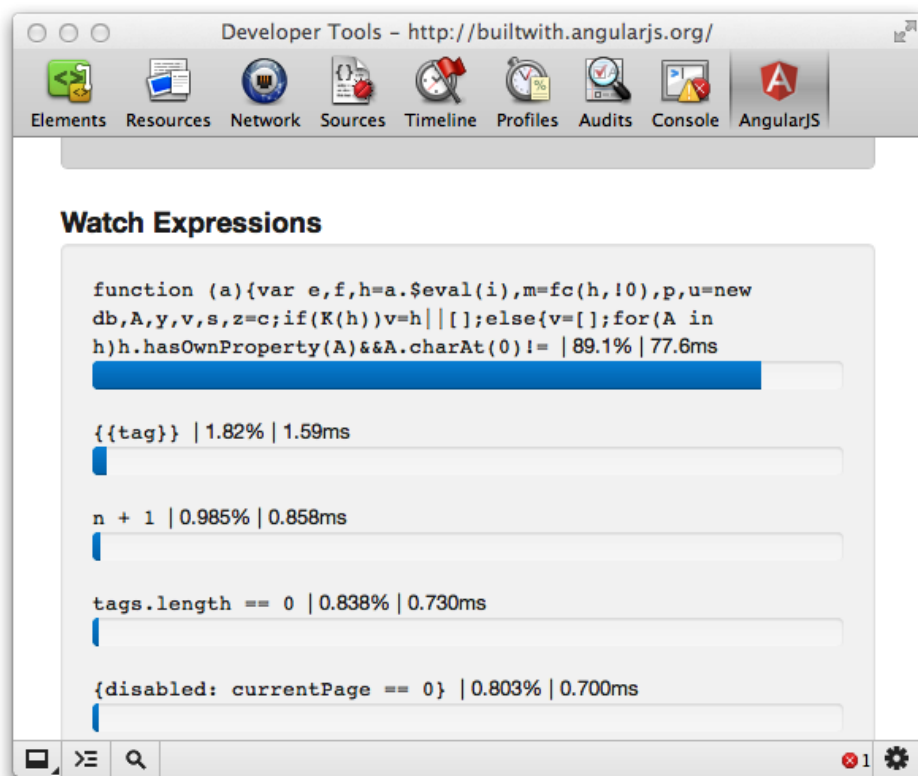 Developer Tools – http://builtwith.angularjs.org/
Elements Resources Network Sources Timeline Profiles Audits Console AngularJS
Watch Expressions
function (a){var e,f,h=a.$eval(i),m=fc(h,!0),p,u=new
db,A,y,v,s,z=c;if(K(h))v=h||[];else{v=[];for(A in
h)h.hasOwnProperty(A)&&A.charAt(0)!= | 89.1% | 77.6ms
{{tag}} | 1.82% | 1.59ms
n + 1 | 0.985% | 0.858ms
tags.length == 0 | 0.838% | 0.730ms
{disabled: currentPage == 0} | 0.803% | 0.700ms
1